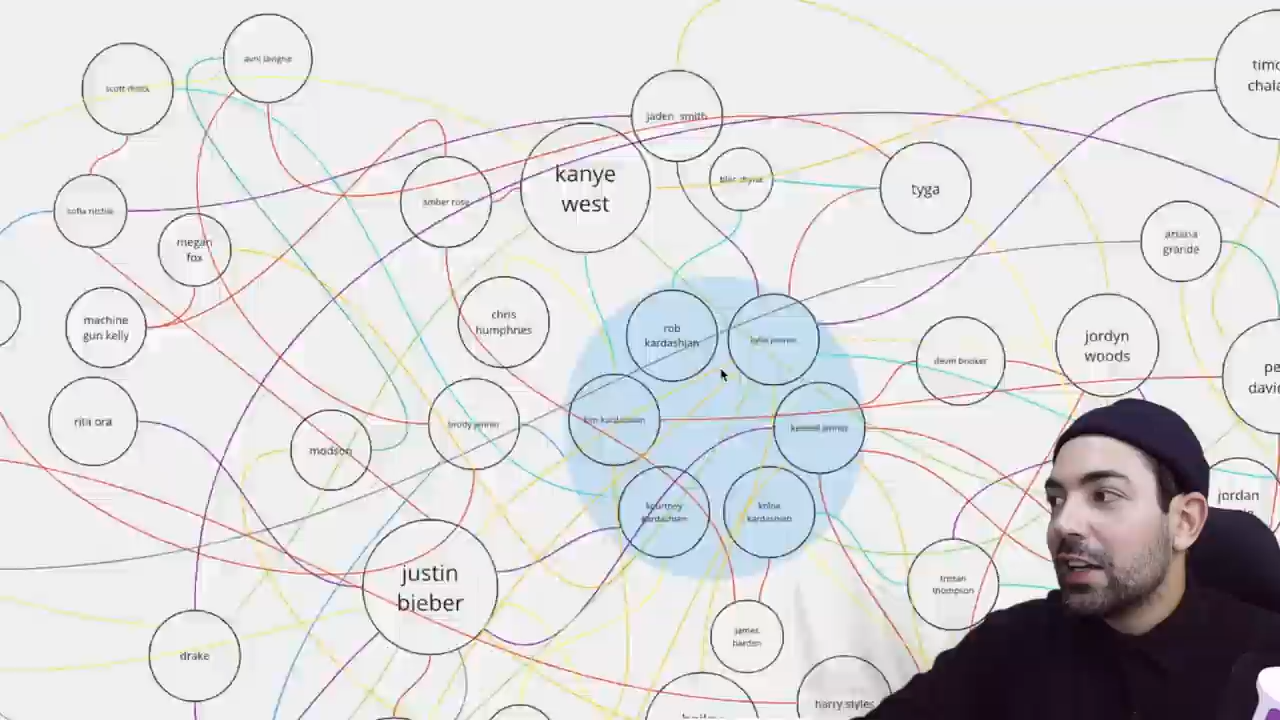 avril lavigne
scott disick
timo
chala
jaden smith
kanye
west
blac chyna
tyga
amber rose
sofia richie
megan
fox
ariana
grande
machine
gun kelly
chris
humphries
rob
kardashian
kylie jenner
jordyn
woods
devin booker
pe
david
rita ora
kim kardashian
brody jenner
kendall jenner
modson
jordan
kourtney
kardashian
khloe
kardashian
justin
bieber
tristan
thompson
james
harden
drake
harry styles